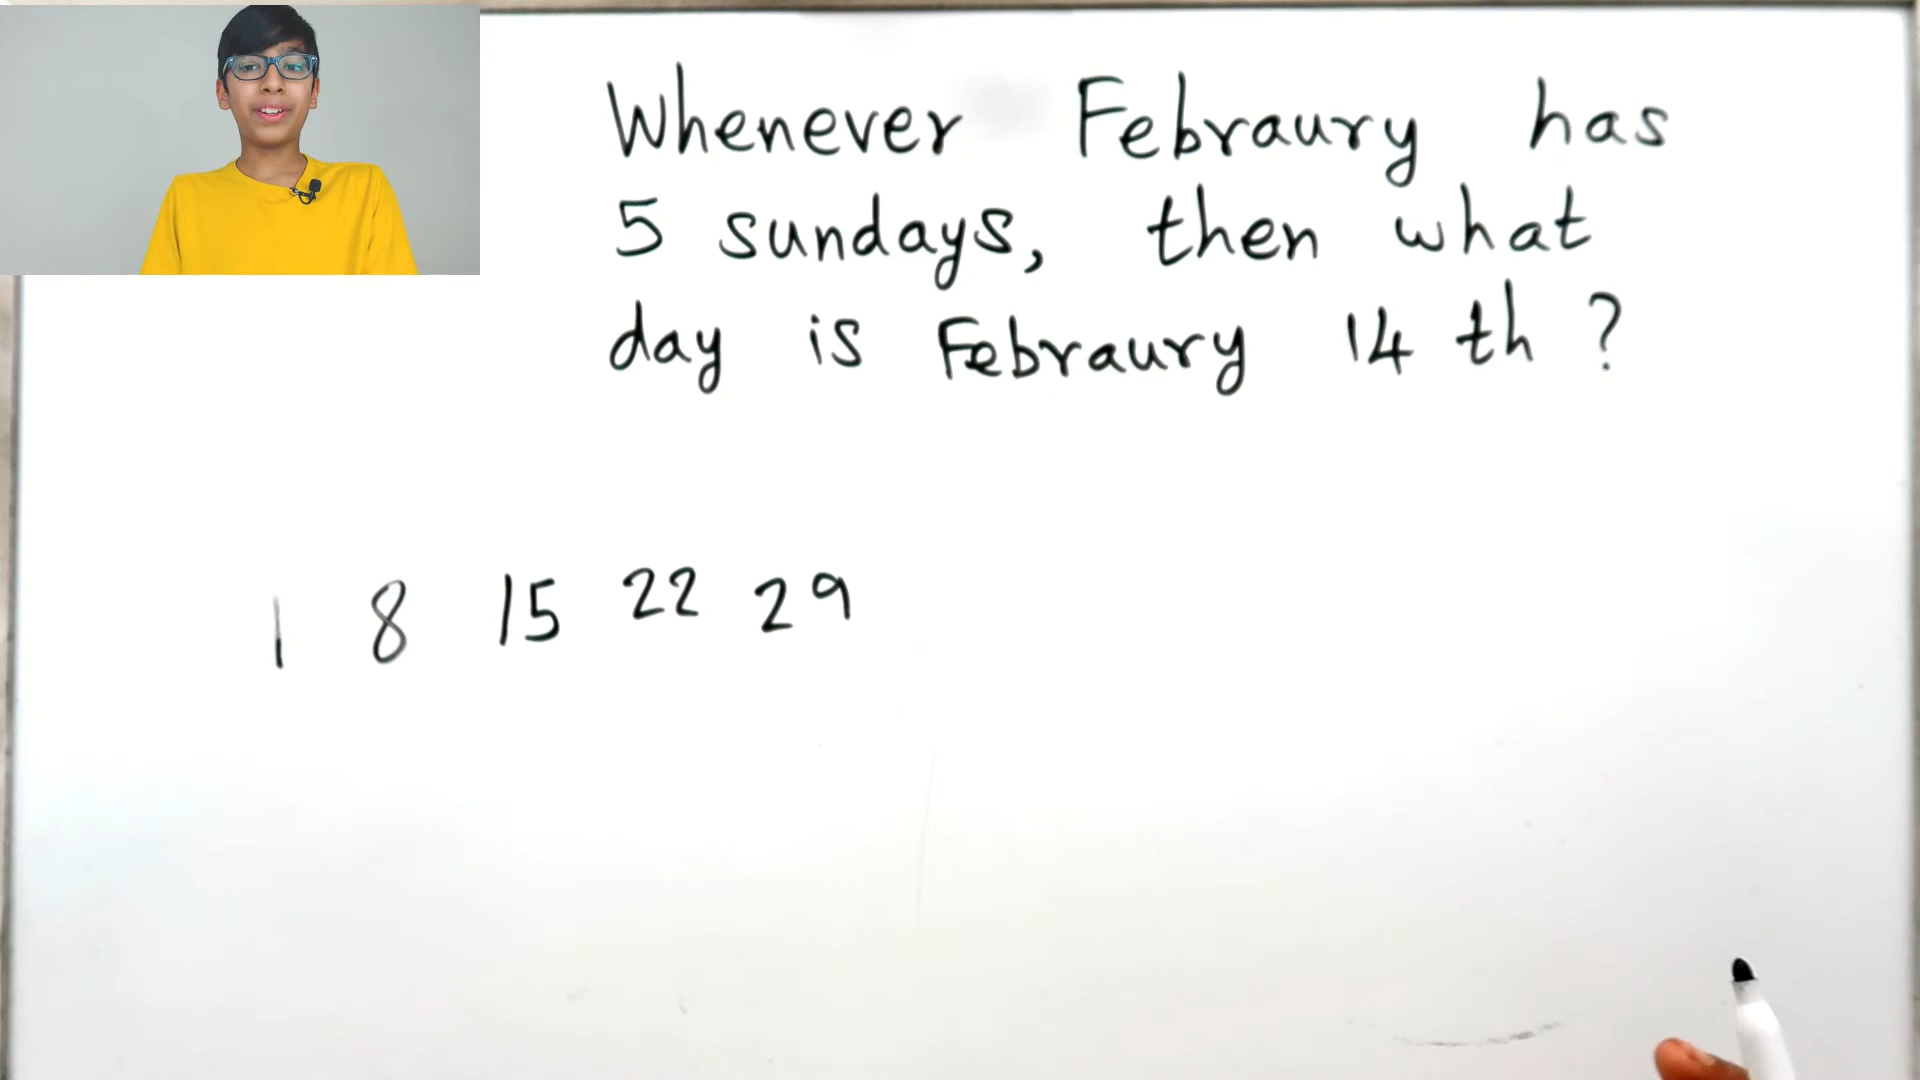 Whenever Febraury has
5 sundays, then what
day is Febraury 14 th ?
1 8 15 22 29